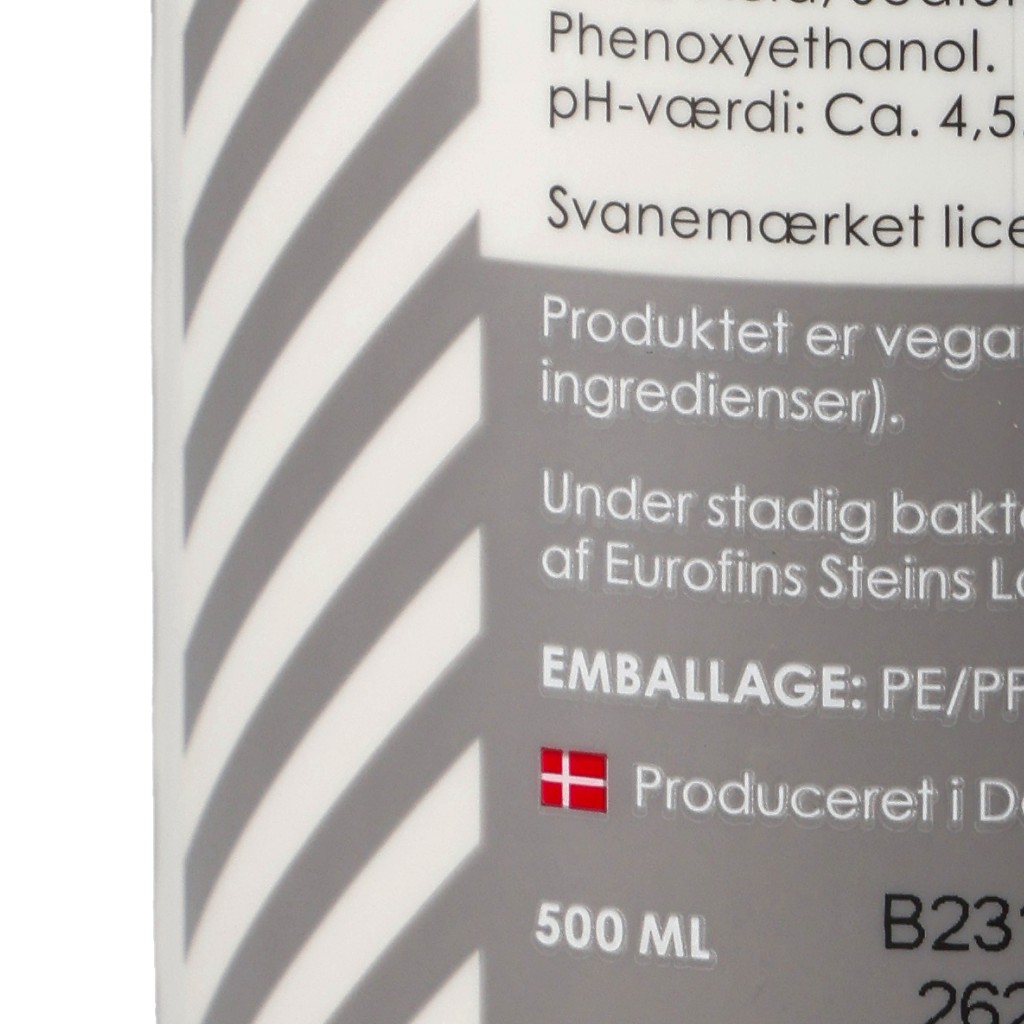 Phenoxyethanol.
pH-værdi: Ca. 4,5
Svanemærket
Produktet er
ingredienser).
Under stadig
af Eurofins Steins
EMBALLAGE: PE/
Produceret i
500 ML